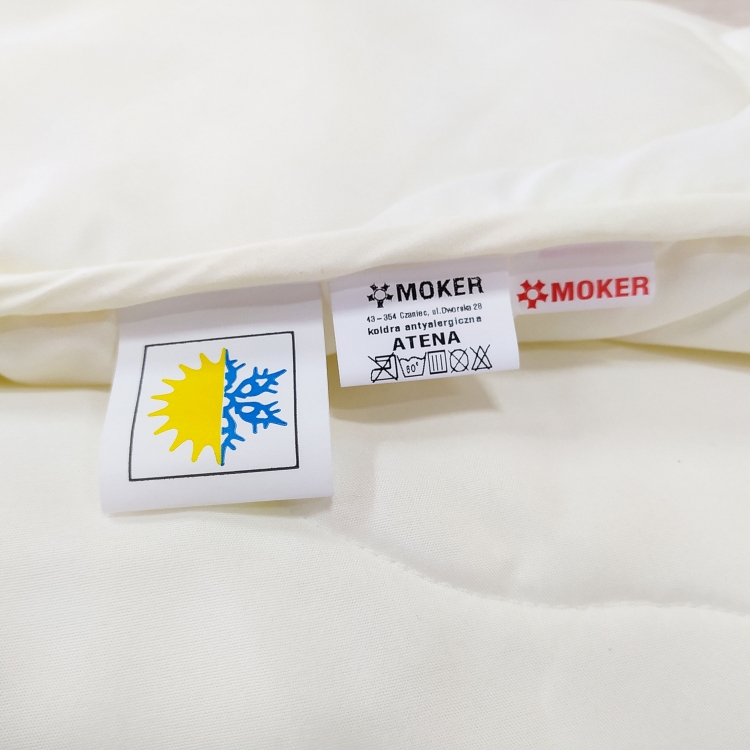 MOKER
43-354 Czaniec, ul.Dworska 28
kołdra antyalergiczna
ATENA
60°
MOKER